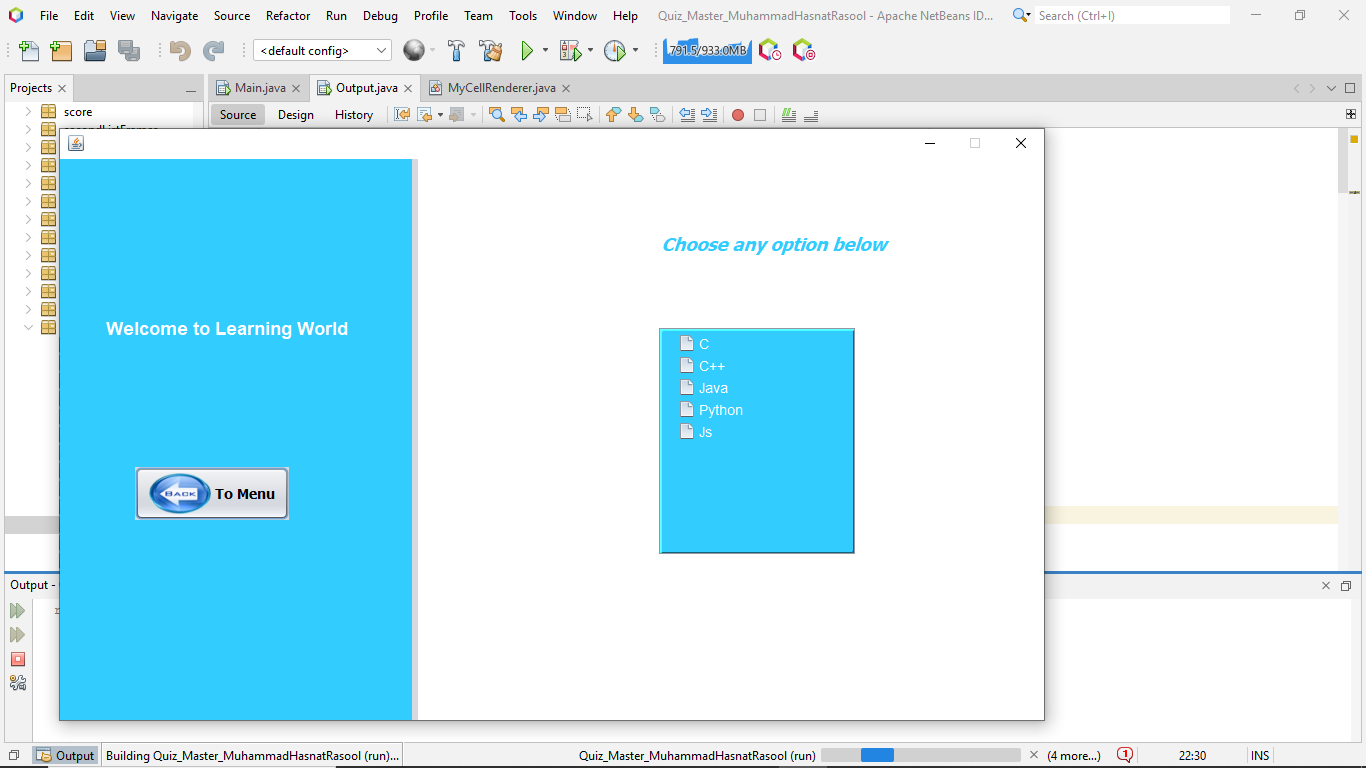 File Edit View Navigate Source Refactor Run Debug Profile Team Tools Window Help Quiz_Master_MuhammadHasnatRasool - Apache NetBeans ID... Search (Ctrl+I)
<default config> 791.5/933.0MB
Projects Main.java Output.java MyCellRenderer.java
score Source Design History
Welcome to Learning World
BACK To Menu
Choose any option below
C
C++
Java
Python
Js
Output -
Output Building Quiz_Master_MuhammadHasnatRasool (run)... Quiz_Master_MuhammadHasnatRasool (run) (4 more...) 1 22:30 INS